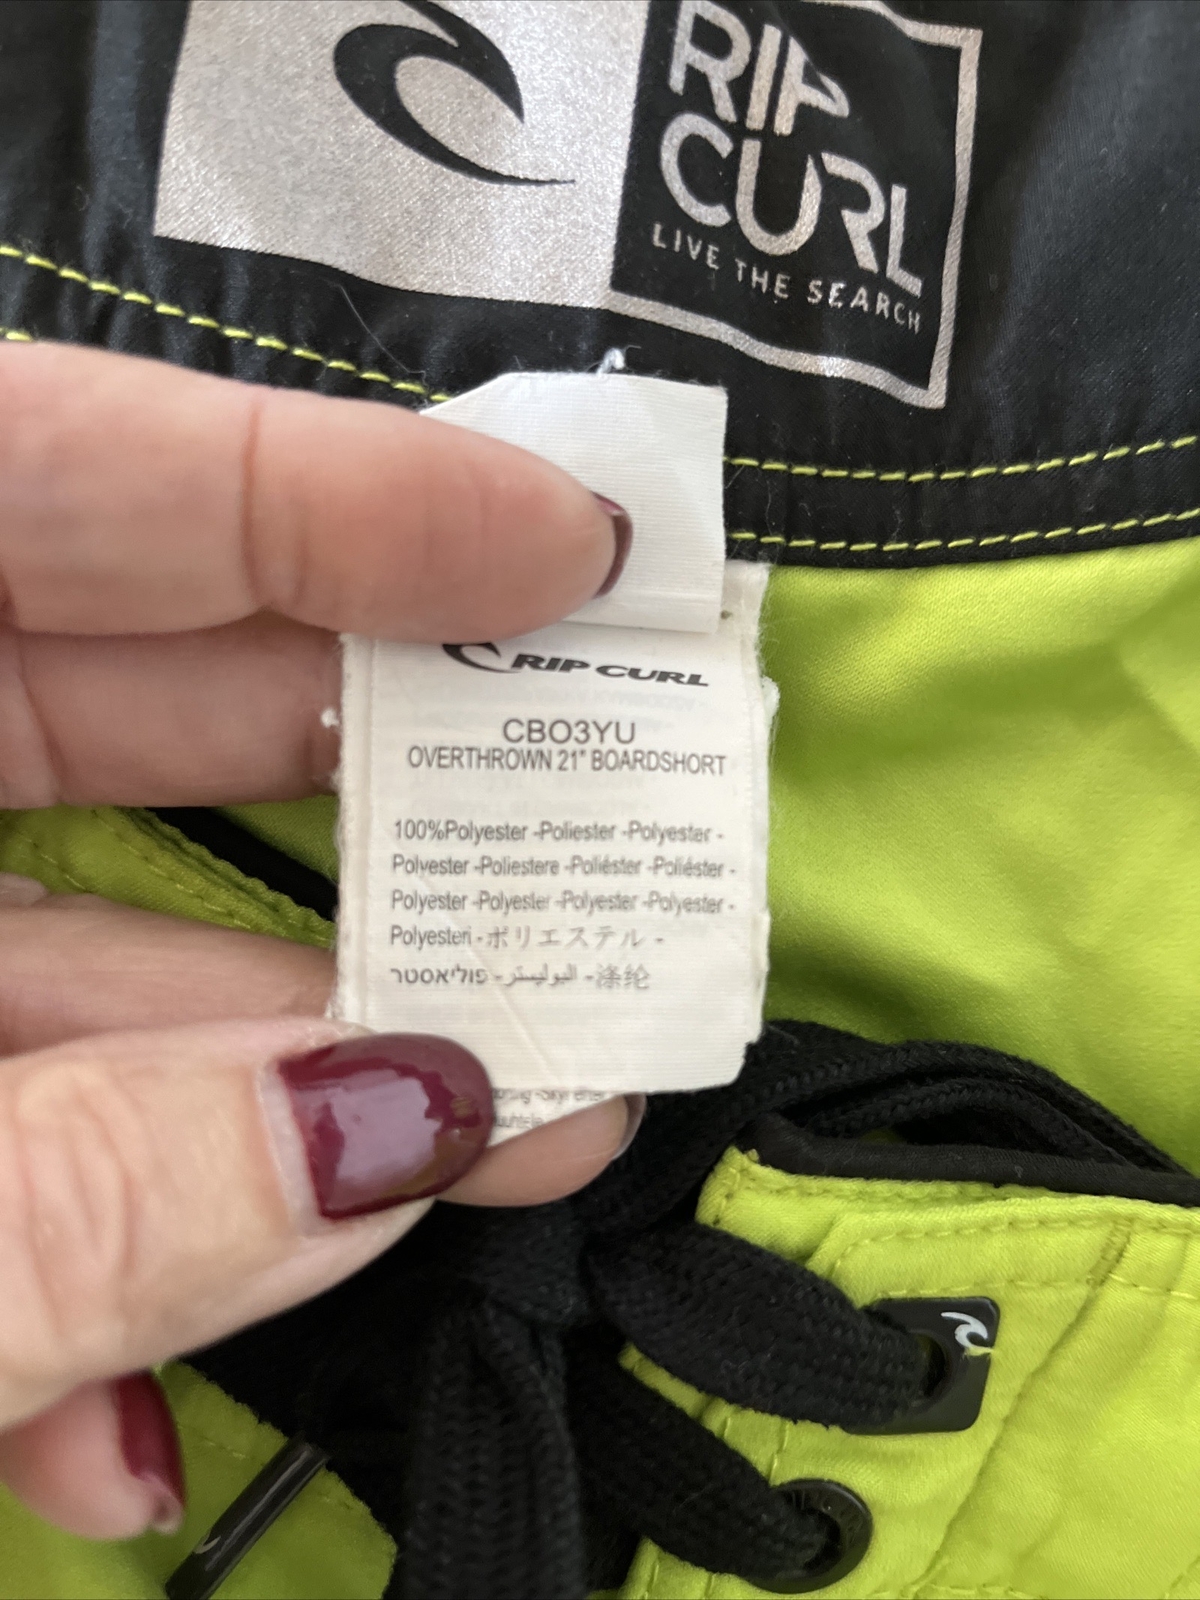 RIP
CURL
LIVE THE SEARCH
RIP CURL
CBO3YU
OVERTHROWN 21" BOARDSHORT
100%Polyester -Poliester -Polyester -
Polyester -Poliestere -Poliéster -Poliéster -
Polyester -Polyester -Polyester -Polyester -
Polyesteri -ポリエステル -
פוליאסטר - البوليستر -涤纶